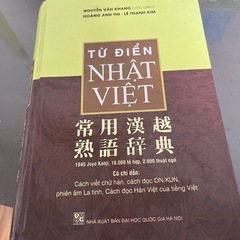 NGUYỄN VĂN KHANG (CHỦ BIÊN)
HOÀNG ANH THI - LÊ THANH KIM
TỪ ĐIỂN
NHẬT
VIỆT
常用漢越
熟語辞典
1945 Joyo Kanji, 18.000 tổ hợp, 2.000 thuật ngữ.
Có chỉ dẫn:
Cách viết chữ hán, cách đọc ON/KUN,
phiên âm La tinh, Cách đọc Hán Việt của tiếng Việt.
NHÀ XUẤT BẢN ĐẠI HỌC QUỐC GIA HÀ NỘI